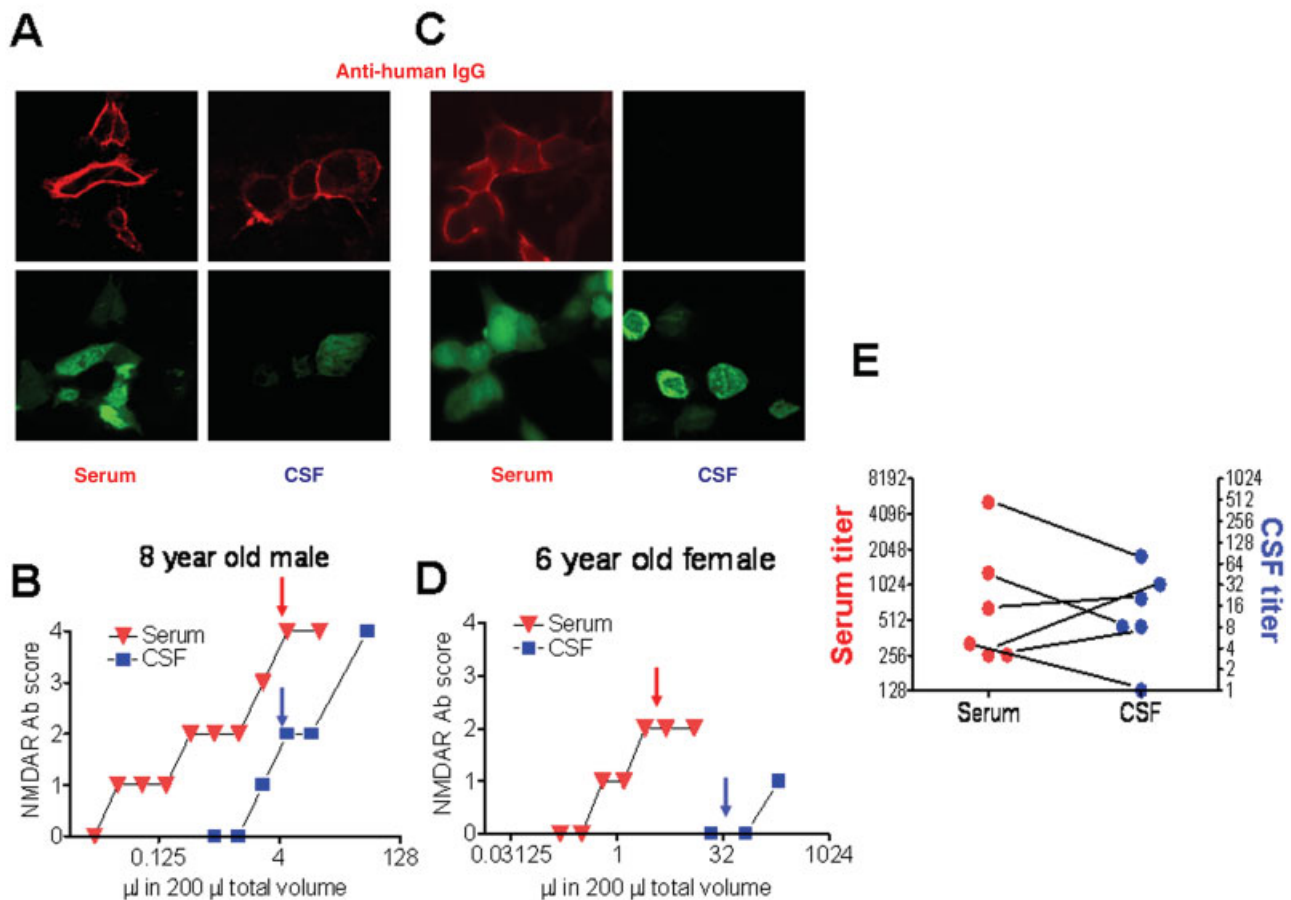 A
C
Anti-human IgG
Serum
CSF
Serum
CSF
E
8192
4096
2048
1024
512
256
128
Serum titer
1024
512
256
128
64
32
16
8
4
2
1
CSF titer
Serum
CSF
B
8 year old male
Serum
CSF
NMDAR Ab score
4
3
2
1
0
0.125
4
128
µl in 200 µl total volume
D
6 year old female
Serum
CSF
NMDAR Ab score
4
3
2
1
0
0.03125
1
32
1024
µl in 200 µl total volume